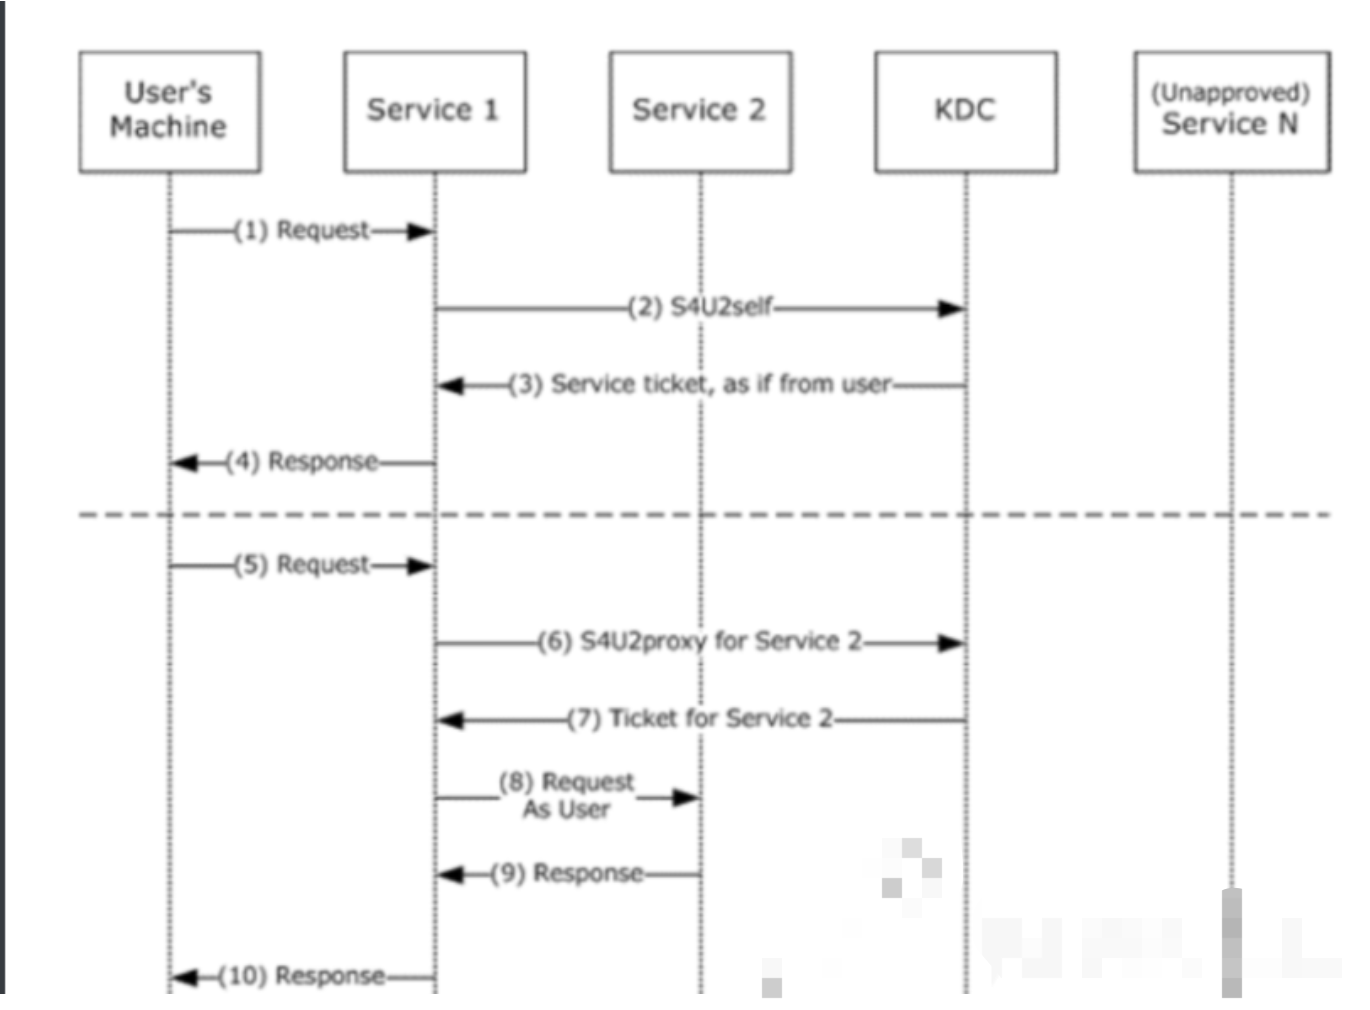 User's
Machine
Service 1
Service 2
KDC
(Unapproved)
Service N
(1) Request
(2) S4U2self
(3) Service ticket, as if from user
(4) Response
(5) Request
(6) S4U2proxy for Service 2
(7) Ticket for Service 2
(8) Request
As User
(9) Response
(10) Response